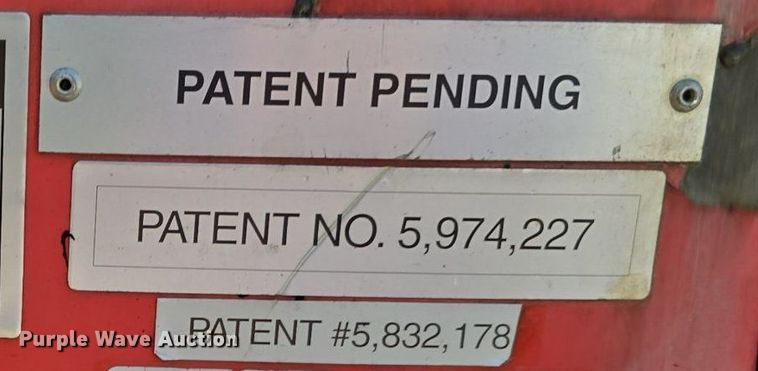 PATENT PENDING
PATENT NO. 5,974,227
PATENT #5,832,178
Purple Wave Auction